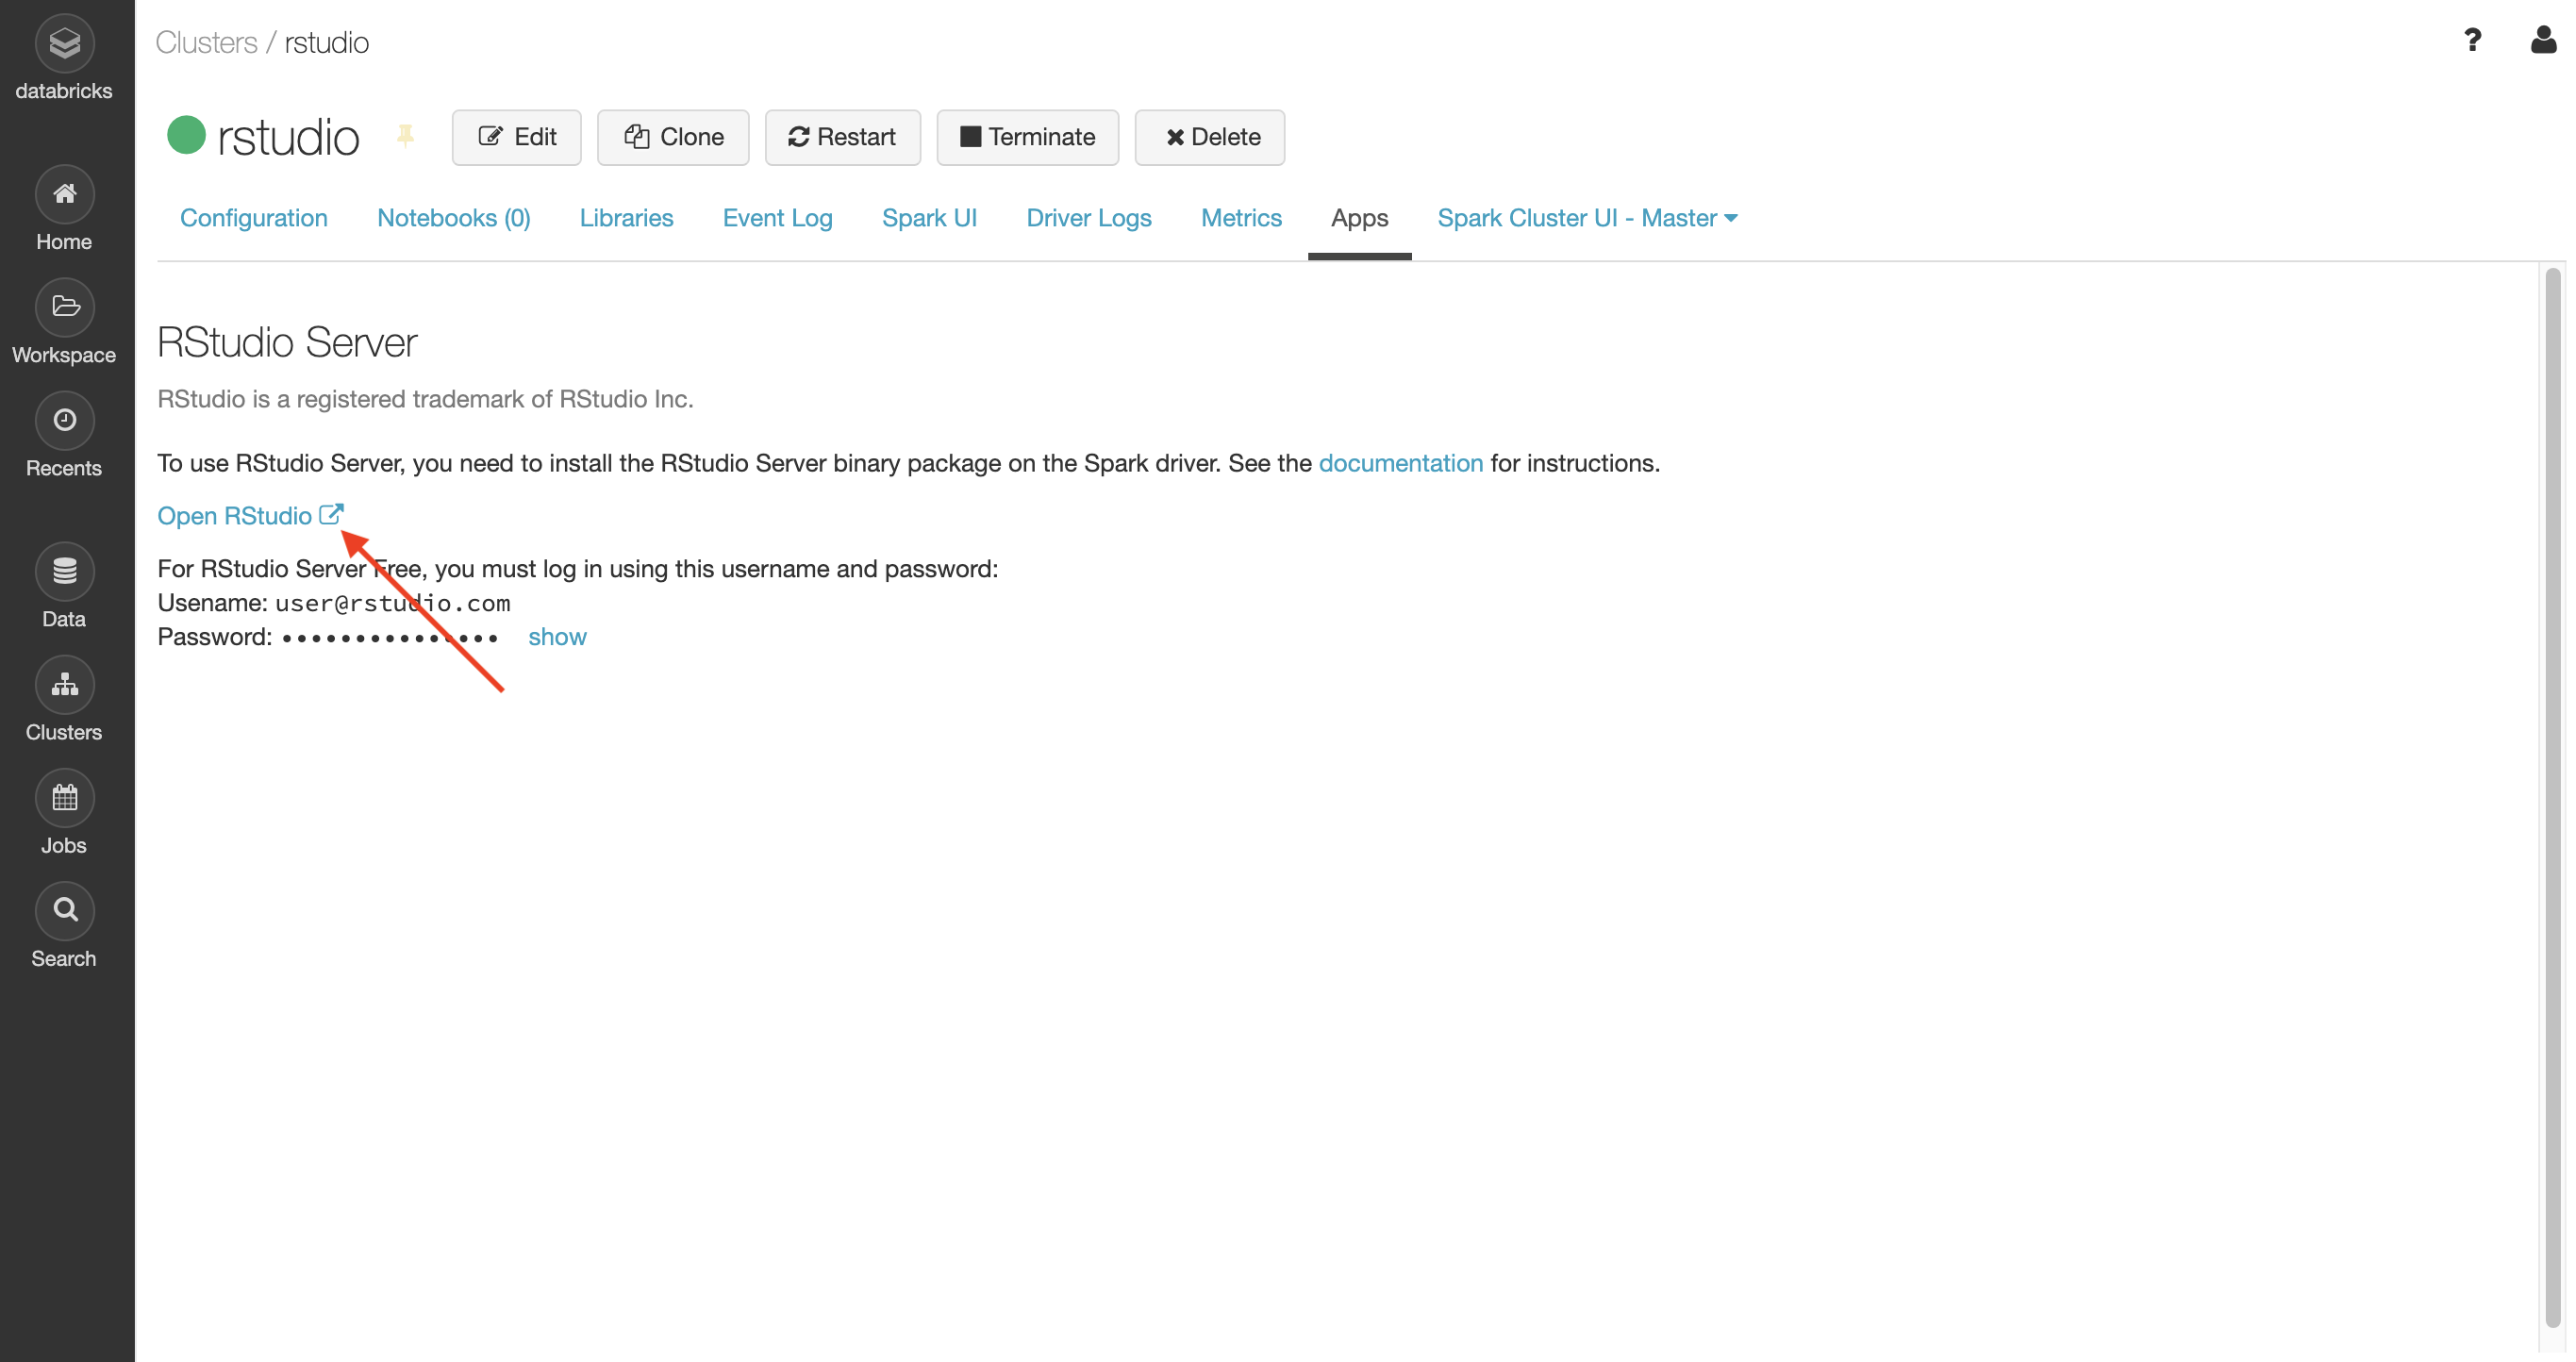 databricks
Home
Workspace
Recents
Data
Clusters
Jobs
Search
Clusters / rstudio
?
rstudio
Edit
Clone
Restart
Terminate
Delete
Configuration
Notebooks (0)
Libraries
Event Log
Spark UI
Driver Logs
Metrics
Apps
Spark Cluster UI - Master
RStudio Server
RStudio is a registered trademark of RStudio Inc.
To use RStudio Server, you need to install the RStudio Server binary package on the Spark driver. See the documentation for instructions.
Open RStudio
For RStudio Server Free, you must log in using this username and password:
Usename: user@rstudio.com
Password: ••••••••••••••• show